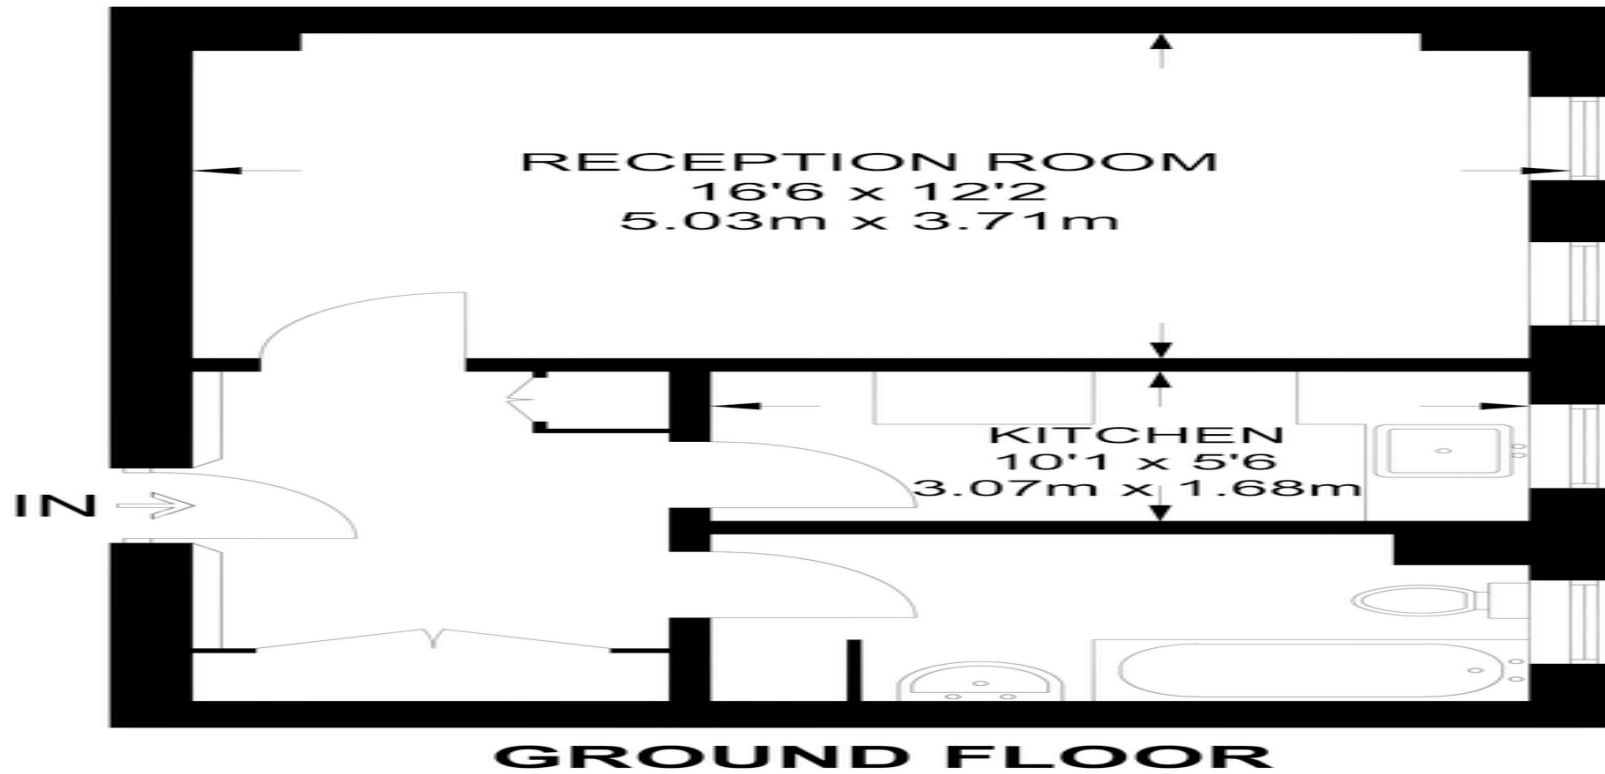 RECEPTION ROOM
16'6 x 12'2
5.03m x 3.71m
KITCHEN
10'1 x 5'6
3.07m x 1.68m
IN
GROUND FLOOR